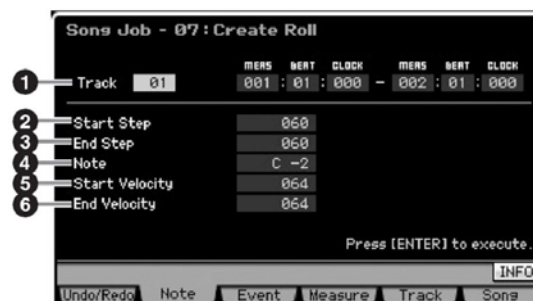 Song Job - 07:Create Roll
MEAS BEAT CLOCK MEAS BEAT CLOCK
1 Track 01 001:01:000 - 002:01:000
2 Start Step 060
3 End Step 060
4 Note C -2
5 Start Velocity 064
6 End Velocity 064
Press [ENTER] to execute.
INFO
Undo/Redo Note Event Measure Track Song